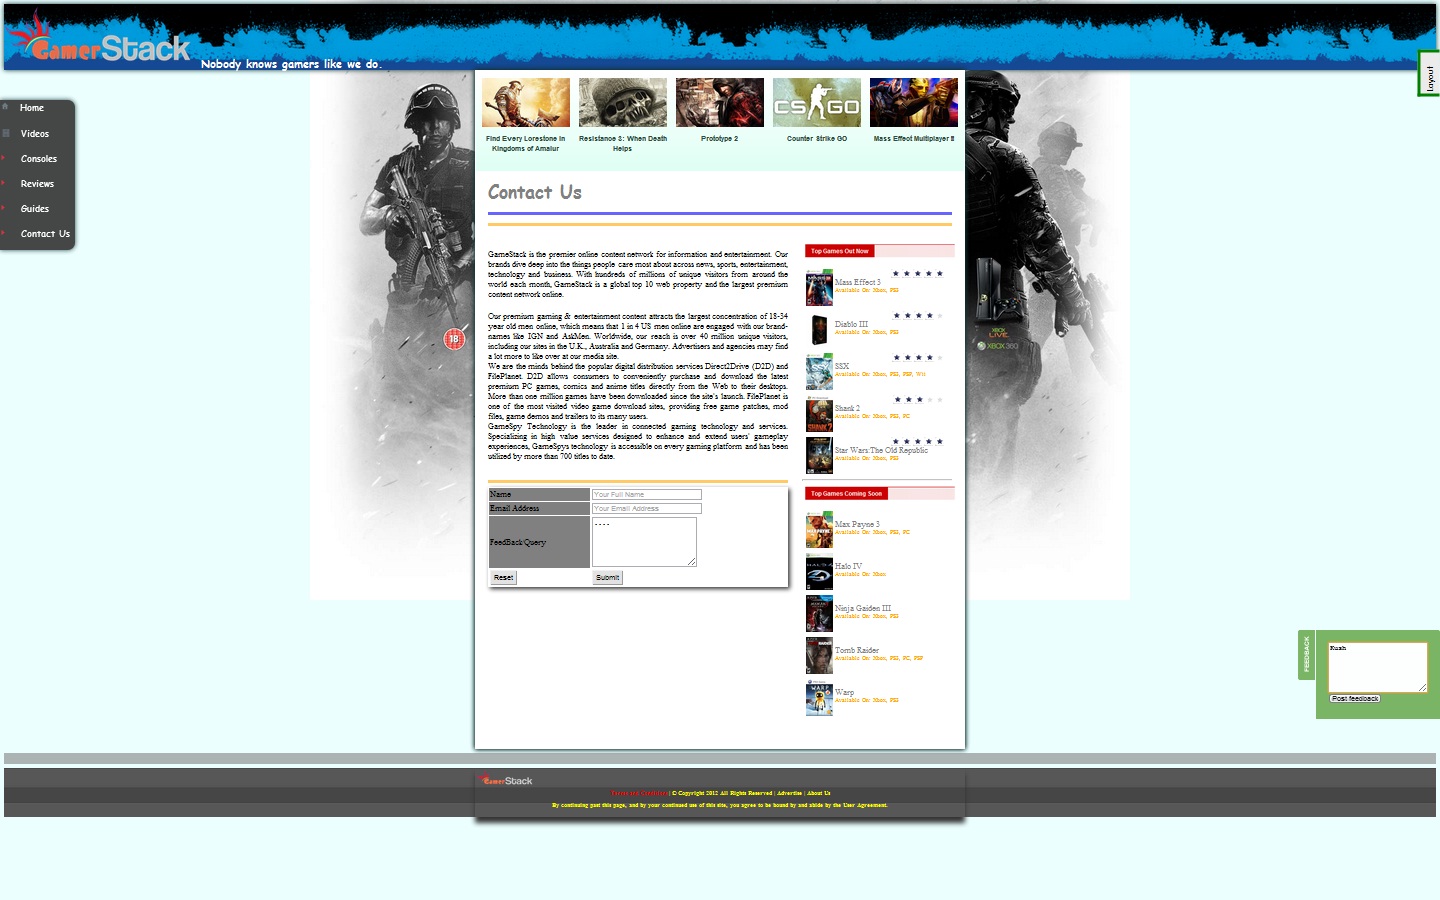 GamerStack
Nobody knows gamers like we do.
Layout
Home
Videos
Consoles
Reviews
Guides
Contact Us
CS GO
Find Every Lorestone in
Kingdoms of Amalur
Resistance 3: When Death
Helps
Prototype 2
Counter Strike GO
Mass Effect Multiplayer
Contact Us
GameStack is the premier online content network for information and entertainment. Our
brands dive deep into the things people care most about across news, sports, entertainment,
technology and business. With hundreds of millions of unique visitors from around the
world each month, GameStack is a global top 10 web property and the largest premium
content network online.
Our premium gaming & entertainment content attracts the largest concentration of 18-34
year old men online, which means that 1 in 4 US men online are engaged with our brand-
names like IGN and AskMen. Worldwide, our reach is over 40 million unique visitors,
including our sites in the U.K., Australia and Germany. Advertisers and agencies may find
a lot more to like over at our media site.
We are the minds behind the popular digital distribution services Direct2Drive (D2D) and
FilePlanet. D2D allows consumers to conveniently purchase and download the latest
premium PC games, comics and anime titles directly from the Web to their desktops.
More than one million games have been downloaded since the site's launch. FilePlanet is
one of the most visited video game download sites, providing free game patches, mod
files, game demos and trailers to its many users.
GameSpy Technology is the leader in connected gaming technology and services.
Specializing in high value services designed to enhance and extend users' gameplay
experiences, GameSpys technology is accessible on every gaming platform and has been
utilized by more than 700 titles to date.
Name
Your Full Name
Email Address
Your Email Address
FeedBack/Query
----
Reset
Submit
Top Games Out Now
Mass Effect 3
Available On: Xbox, PS3
Diablo III
Available On: Xbox, PS3
SSX
Available On: Xbox, PS3, PSP, Wii
Shank 2
Available On: Xbox, PS3, PC
Star Wars:The Old Republic
Available On: Xbox, PS3
Top Games Coming Soon
Max Payne 3
Available On: Xbox, PS3, PC
Halo IV
Available On: Xbox
Ninja Gaiden III
Available On: Xbox, PS3
Tomb Raider
Available On: Xbox, PS3, PC, PSP
Warp
Available On: Xbox, PS3
18
XBOX
LIVE
XBOX 360
FEEDBACK
Kush
Post feedback
GamerStack
| © Copyright 2012 All Rights Reserved | Advertise | About Us
By continuing past this page, and by your continued use of this site, you agree to be bound by and abide by the User Agreement.